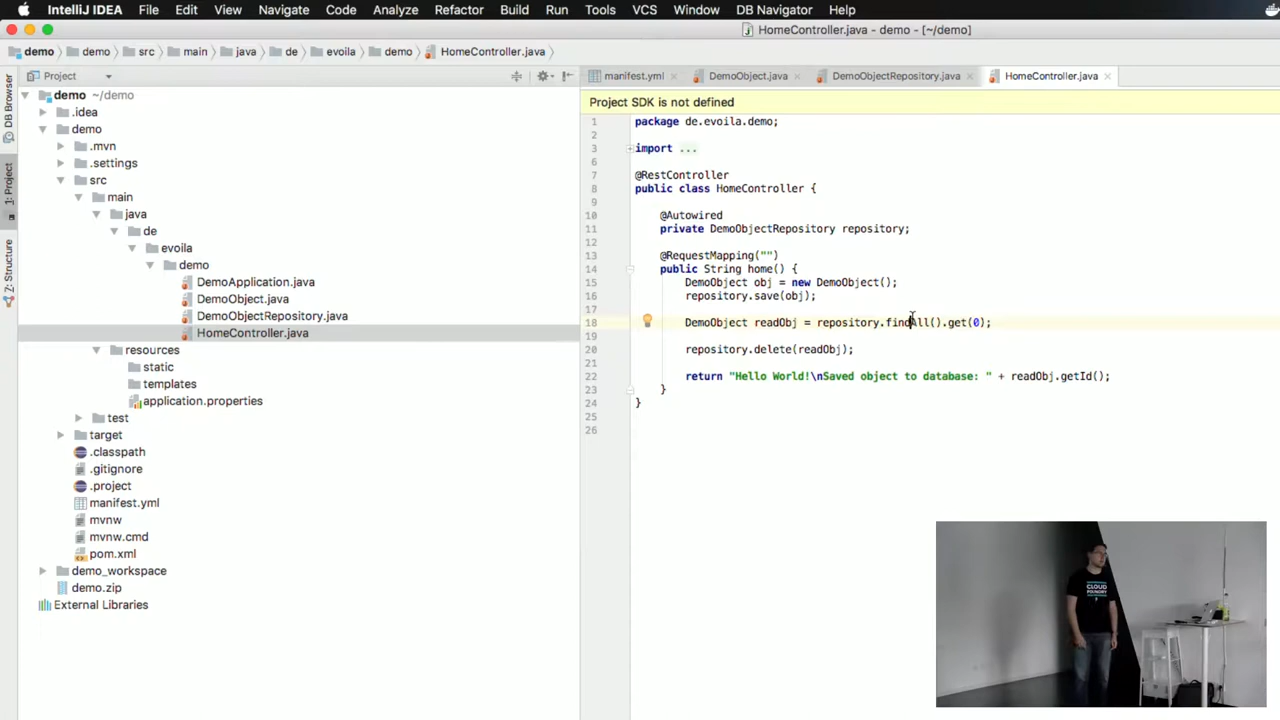 IntelliJ IDEA File Edit View Navigate Code Analyze Refactor Build Run Tools VCS Window DB Navigator Help
HomeController.java - demo - [~/demo]
demo demo src main java de evoila demo HomeController.java
Project
manifest.yml DemoObject.java DemoObjectRepository.java HomeController.java
DB Browser
1: Project
Z: Structure
demo ~/demo
.idea
demo
.mvn
.settings
src
main
java
de
evoila
demo
DemoApplication.java
DemoObject.java
DemoObjectRepository.java
HomeController.java
resources
static
templates
application.properties
test
target
.classpath
.gitignore
.project
manifest.yml
mvnw
mvnw.cmd
pom.xml
demo_workspace
demo.zip
External Libraries
Project SDK is not defined
1 package de.evoila.demo;
2
3 import ...
6
7 @RestController
8 public class HomeController {
9
10 @Autowired
11 private DemoObjectRepository repository;
12
13 @RequestMapping("")
14 public String home() {
15 DemoObject obj = new DemoObject();
16 repository.save(obj);
17
18 DemoObject readObj = repository.findAll().get(0);
19
20 repository.delete(readObj);
21
22 return "Hello World!\nSaved object to database: " + readObj.getId();
23 }
24 }
25
26
CLOUD
FOUNDRY